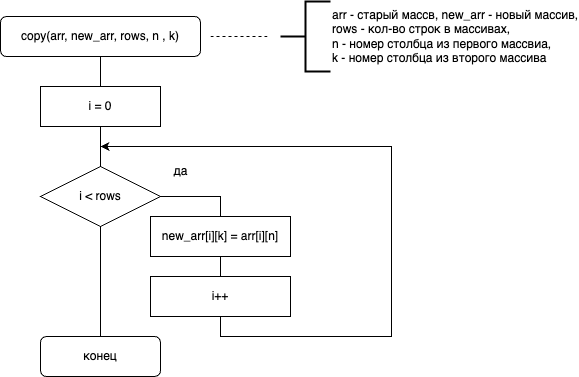 copy(arr, new_arr, rows, n , k)
arr - старый массв, new_arr - новый массив,
rows - кол-во строк в массивах,
n - номер столбца из первого массвиа,
k - номер столбца из второго массива
i = 0
да
i < rows
new_arr[i][k] = arr[i][n]
i++
конец